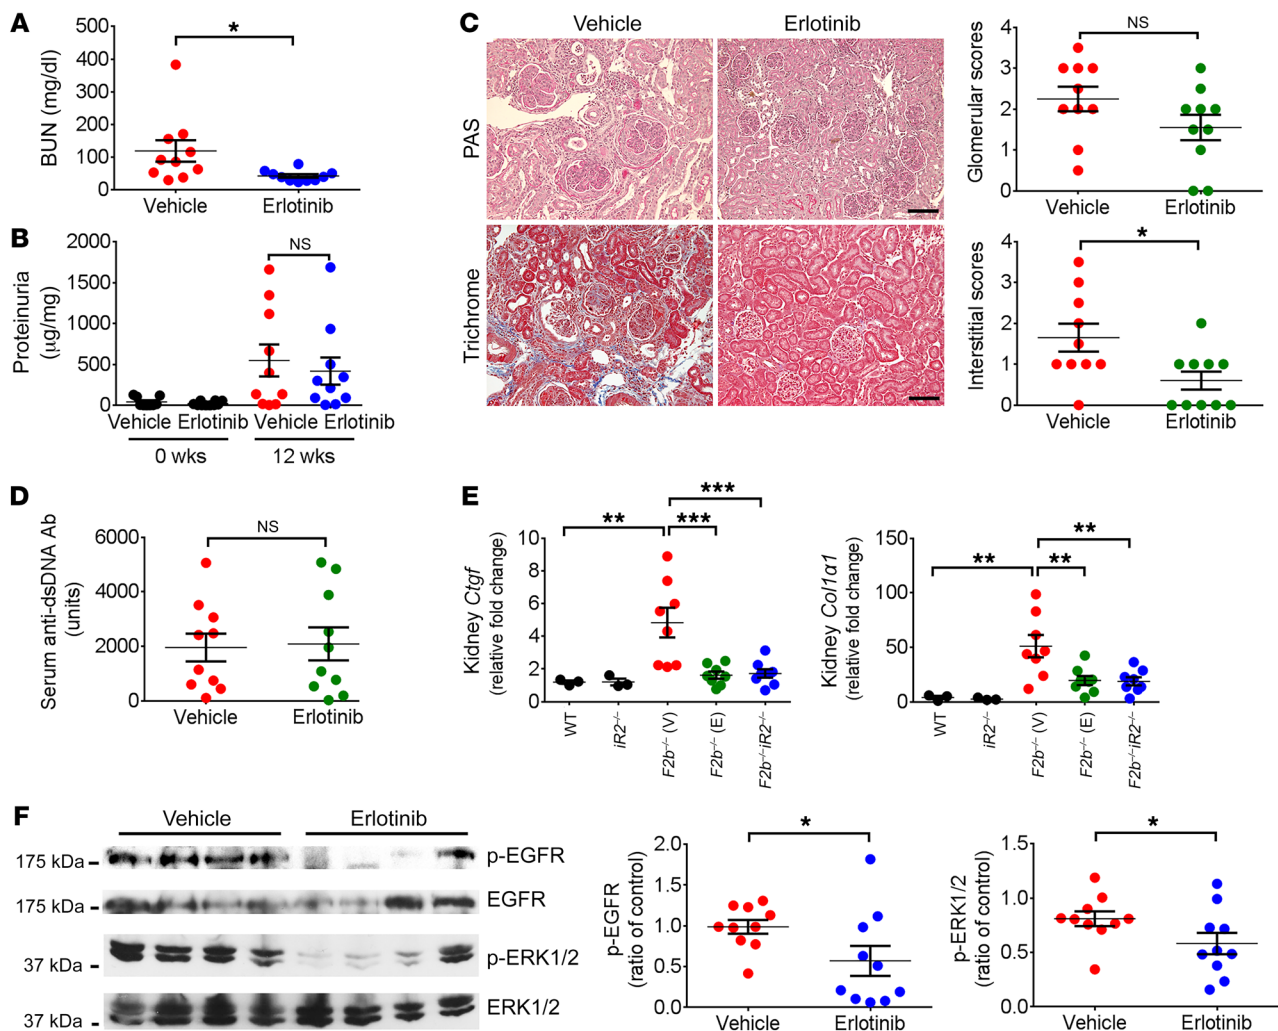 A
BUN (mg/dl)
500
400
300
200
100
0
*
Vehicle
Erlotinib
B
Proteinuria
(μg/mg)
2000
1500
1000
500
0
NS
Vehicle Erlotinib
Vehicle Erlotinib
0 wks
12 wks
C
Vehicle
Erlotinib
PAS
Trichrome
Glomerular scores
4
3
2
1
0
NS
Vehicle
Erlotinib
Interstitial scores
4
3
2
1
0
*
Vehicle
Erlotinib
D
Serum anti-dsDNA Ab
(units)
6000
4000
2000
0
NS
Vehicle
Erlotinib
E
Kidney Ctgf
(relative fold change)
10
8
6
4
2
0
**
***
***
WT
iR2–/–
F2b–/– (V)
F2b–/– (E)
F2b–/–iR2–/–
Kidney Col1α1
(relative fold change)
150
100
50
0
**
**
**
WT
iR2–/–
F2b–/– (V)
F2b–/– (E)
F2b–/–iR2–/–
F
Vehicle
Erlotinib
175 kDa
p-EGFR
175 kDa
EGFR
37 kDa
p-ERK1/2
37 kDa
ERK1/2
p-EGFR
(ratio of control)
2.0
1.5
1.0
0.5
0.0
*
Vehicle
Erlotinib
p-ERK1/2
(ratio of control)
1.5
1.0
0.5
0.0
*
Vehicle
Erlotinib